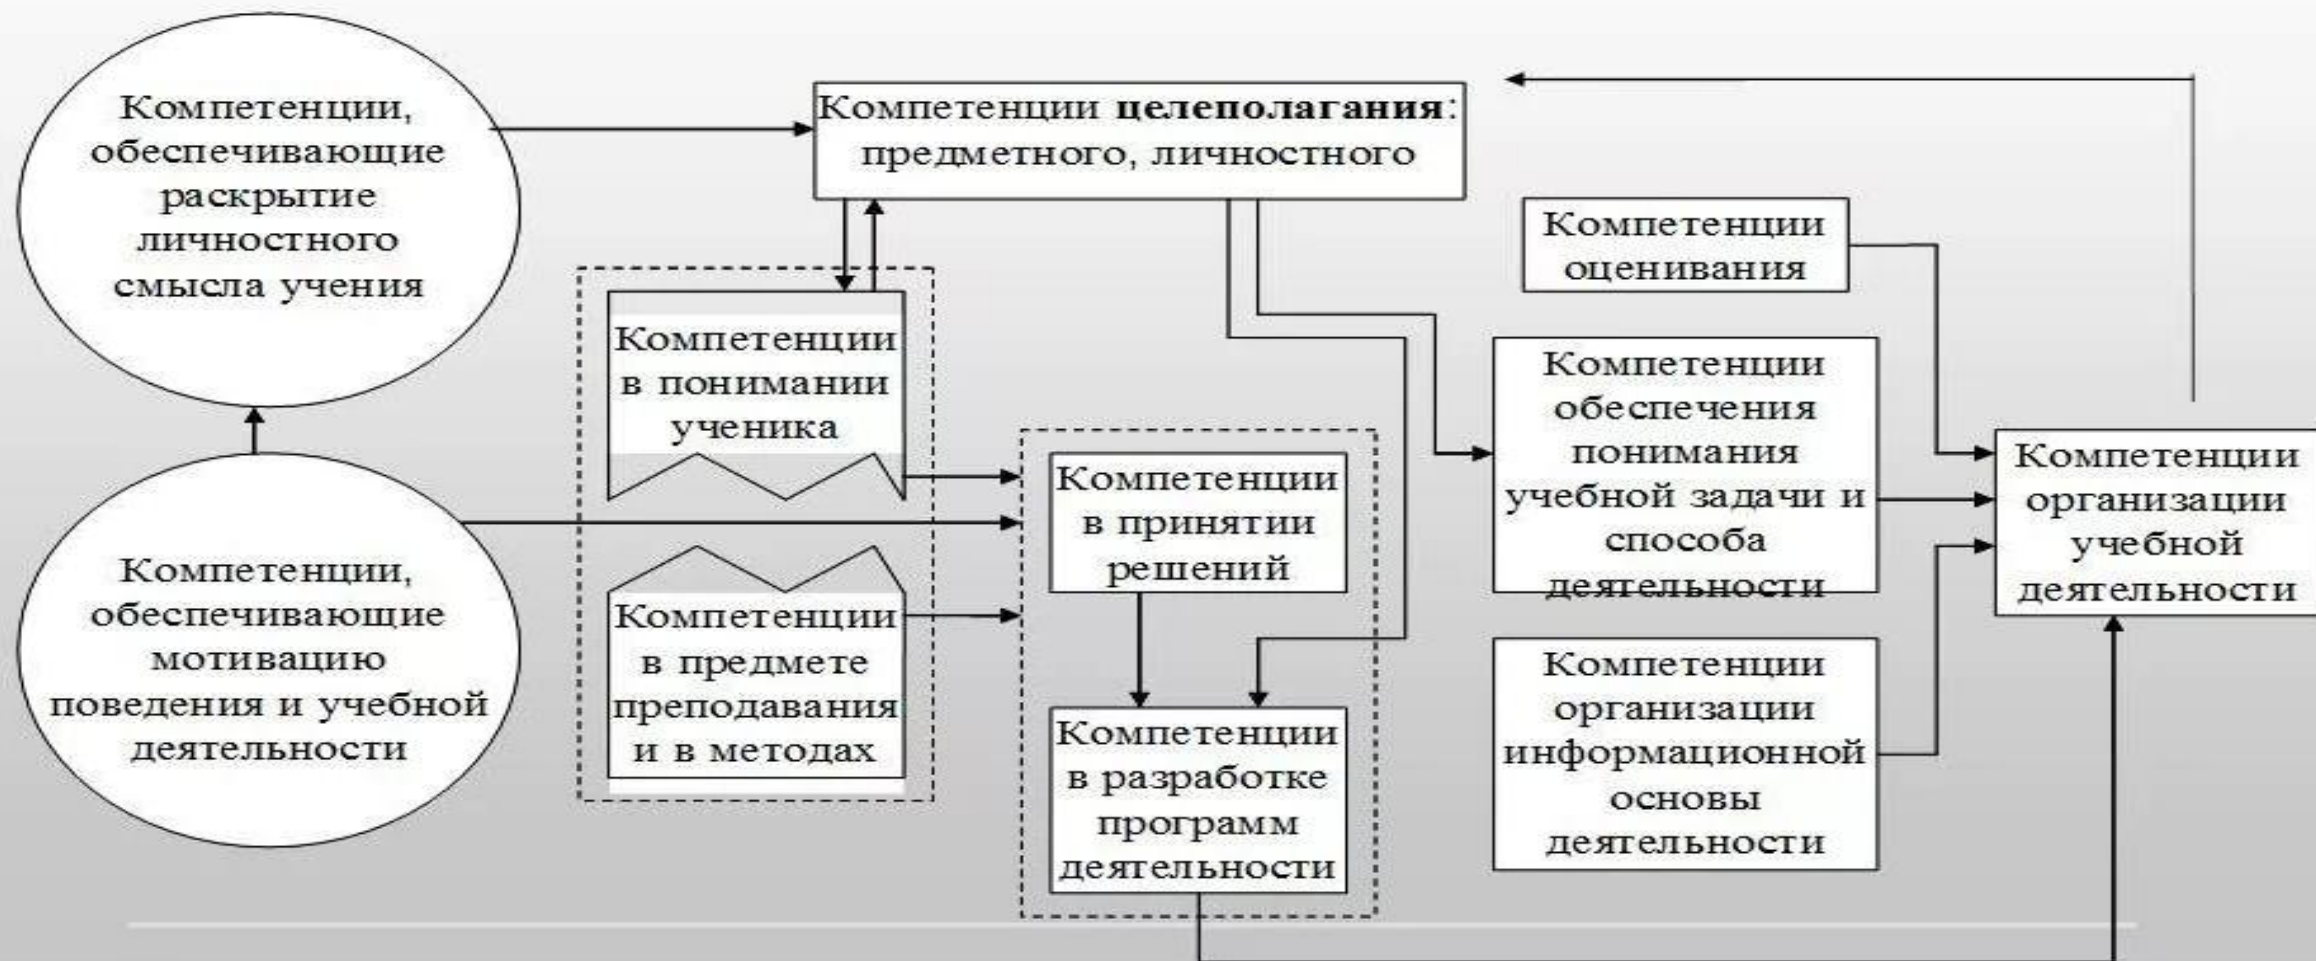 Компетенции,
обеспечивающие
раскрытие
личностного
смысла учения
Компетенции целеполагания:
предметного, личностного
Компетенции
оценивания
Компетенции
в понимании
ученика
Компетенции
обеспечения
понимания
учебной задачи и
способа
деятельности
Компетенции
в принятии
решений
Компетенции
организации
учебной
деятельности
Компетенции,
обеспечивающие
мотивацию
поведения и учебной
деятельности
Компетенции
в предмете
преподавания
и в методах
Компетенции
в разработке
программ
деятельности
Компетенции
организации
информационной
основы
деятельности